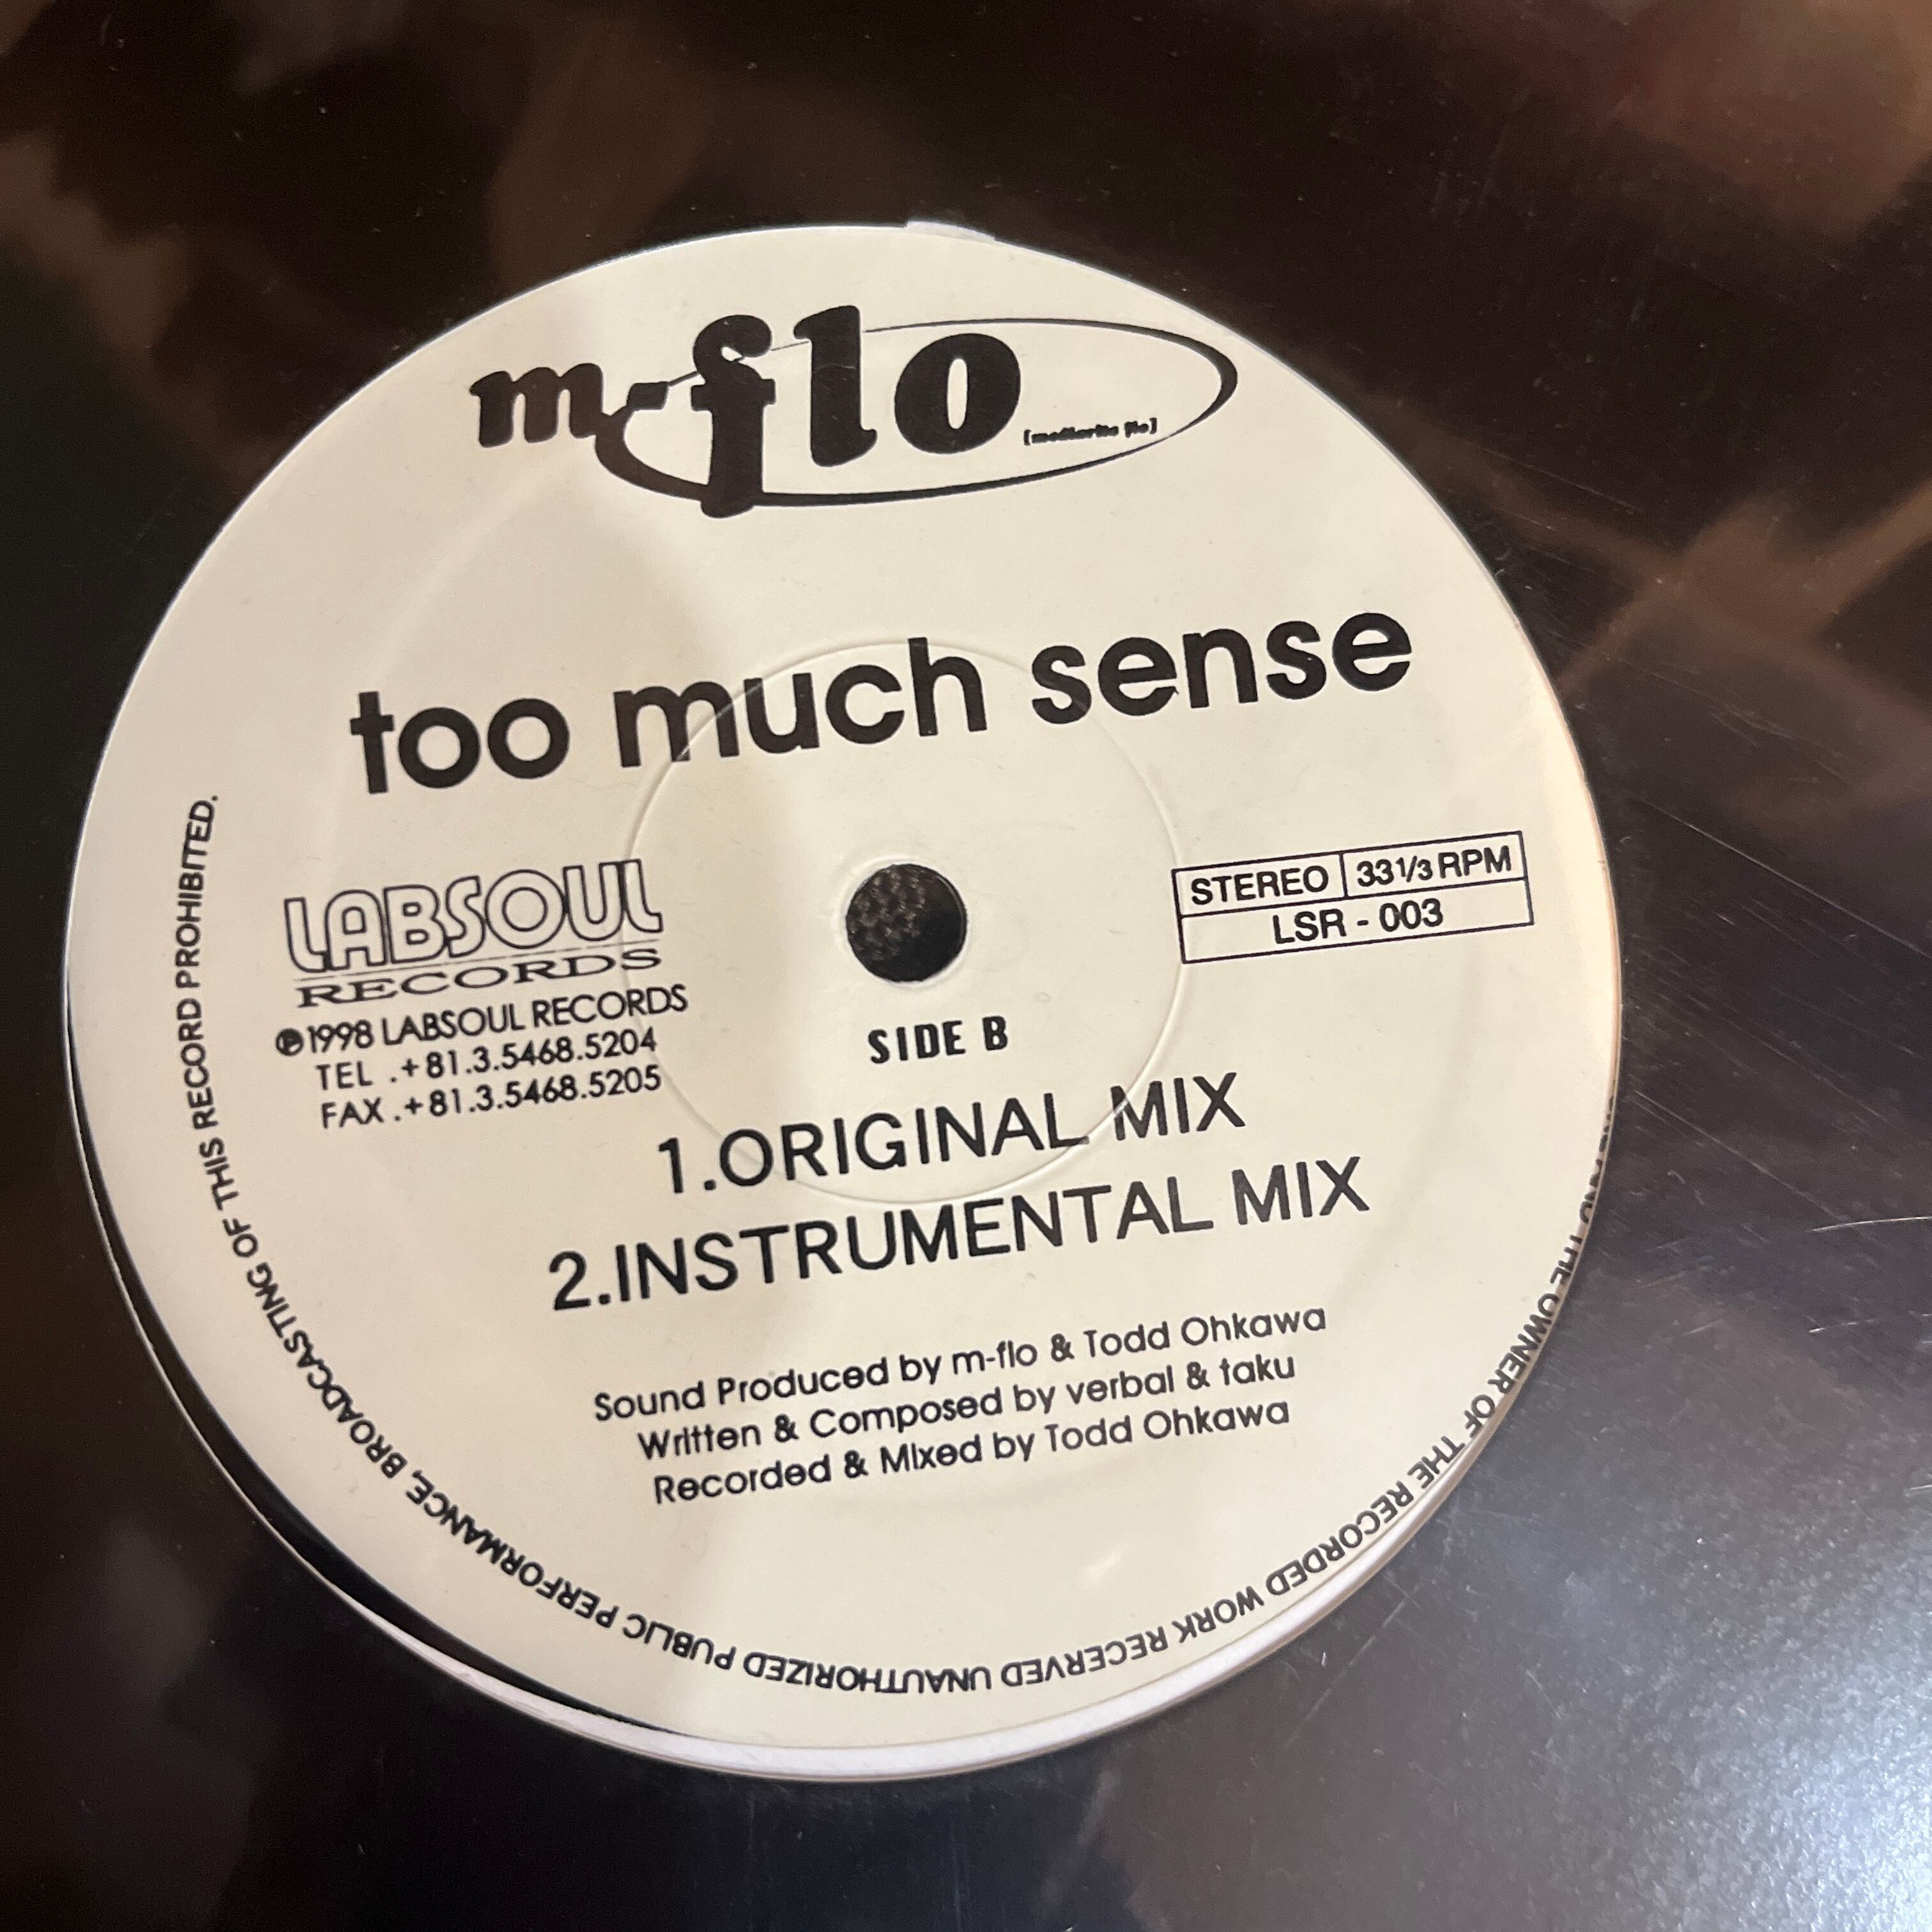 m-flo
too much sense
LABSOUL
RECORDS
℗1998 LABSOUL RECORDS
TEL .+81.3.5468.5204
FAX .+81.3.5468.5205
STEREO 33 1/3 RPM
LSR - 003
SIDE B
1.ORIGINAL MIX
2.INSTRUMENTAL MIX
Sound Produced by m-flo & Todd Ohkawa
Written & Composed by verbal & taku
Recorded & Mixed by Todd Ohkawa
THE OWNER OF THE RECORDED WORK RECERVED UNAUTHORIZED PUBLIC PERFORMANCE, BROADCASTING OF THIS RECORD PROHIBITED.